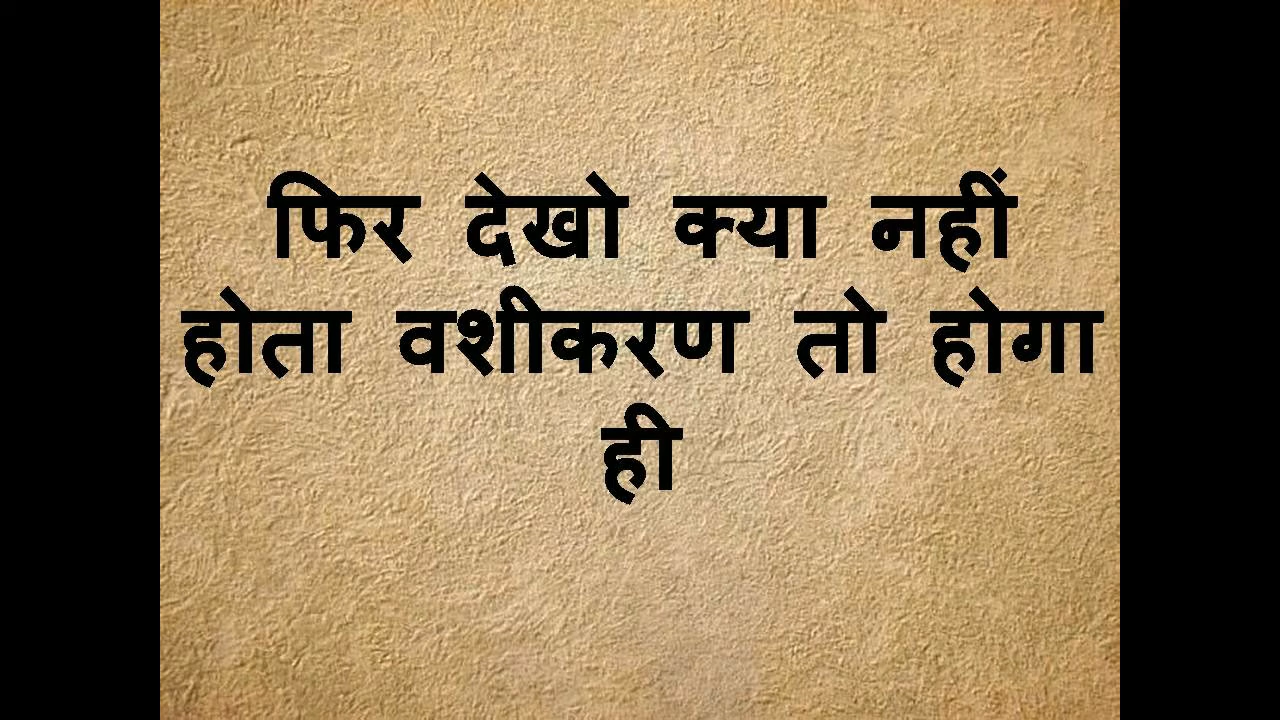 फिर देखो क्या नहीं
होता वशीकरण तो होगा
ही